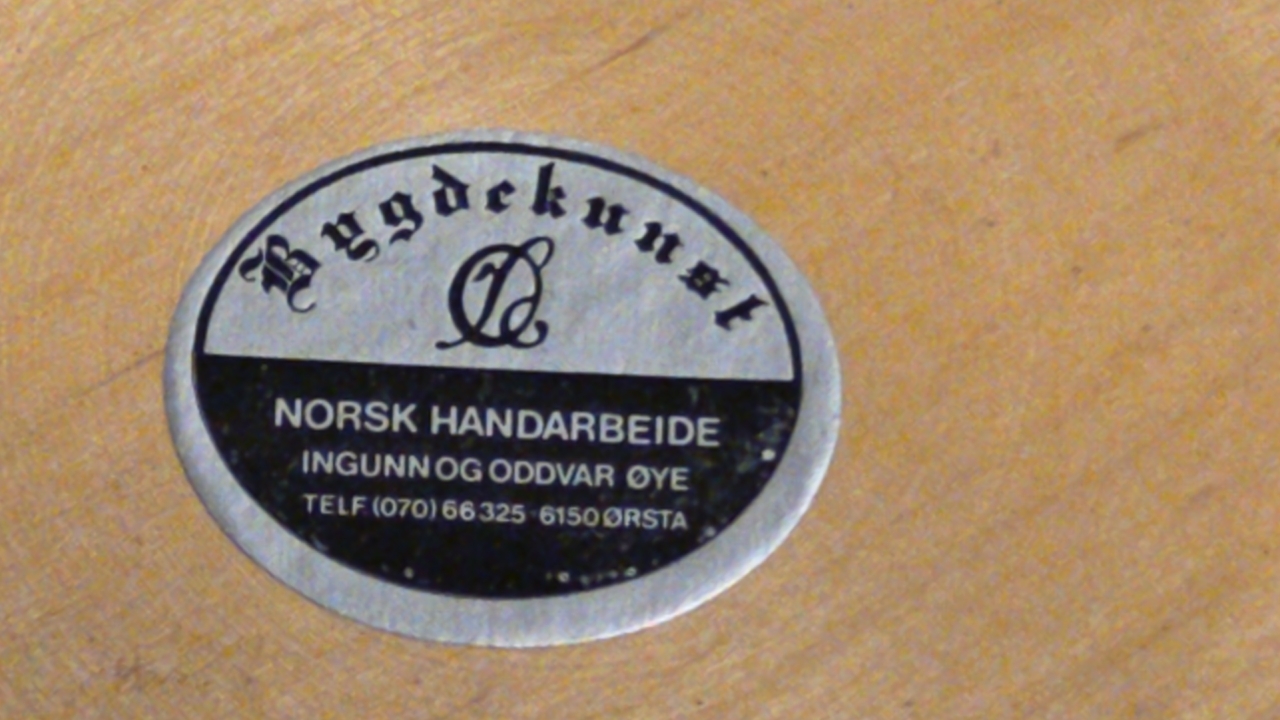 Bygdekunst
NORSK HANDARBEIDE
INGUNN OG ODDVAR ØYE
TELF (070) 66 325 6150 ØRSTA